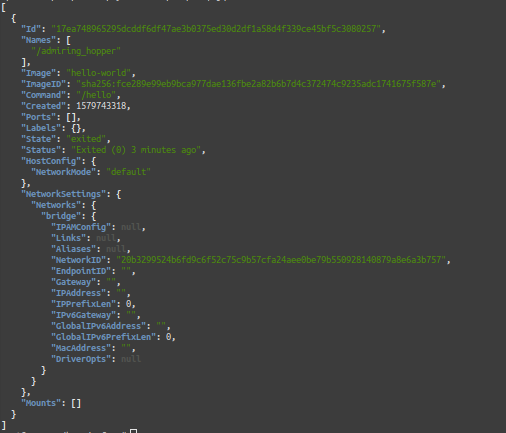 [
  {
    "Id": "17ea748965295dcddf6df47ae3b0375ed30d2df1a58d4f339ce45bf5c3080257",
    "Names": [
      "/admiring_hopper"
    ],
    "Image": "hello-world",
    "ImageID": "sha256:fce289e99eb9bca977dae136fbe2a82b6b7d4c372474c9235adc1741675f587e",
    "Command": "/hello",
    "Created": 1579743318,
    "Ports": [],
    "Labels": {},
    "State": "exited",
    "Status": "Exited (0) 3 minutes ago",
    "HostConfig": {
      "NetworkMode": "default"
    },
    "NetworkSettings": {
      "Networks": {
        "bridge": {
          "IPAMConfig": null,
          "Links": null,
          "Aliases": null,
          "NetworkID": "20b3299524b6fd9c6f52c75c9b57cfa24aee0be79b550928140879a8e6a3b757",
          "EndpointID": "",
          "Gateway": "",
          "IPAddress": "",
          "IPPrefixLen": 0,
          "IPv6Gateway": "",
          "GlobalIPv6Address": "",
          "GlobalIPv6PrefixLen": 0,
          "MacAddress": "",
          "DriverOpts": null
        }
      }
    },
    "Mounts": []
  }
]